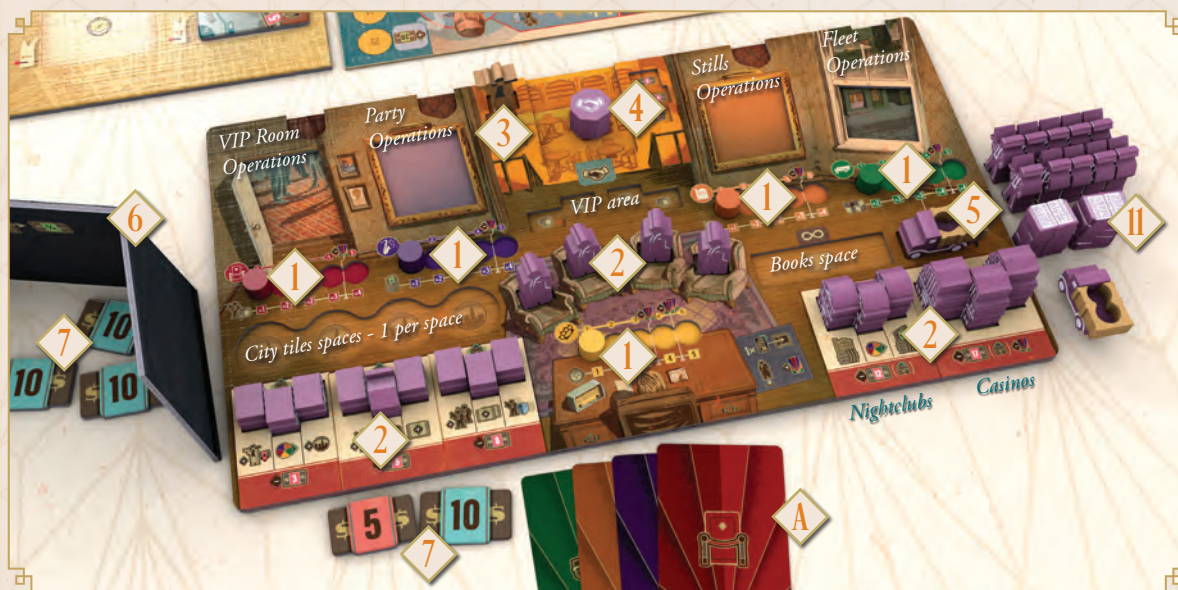 Fleet
Operations
Stills
Operations
Party
Operations
VIP Room
Operations
3
4
1
1
VIP area
5
11
6
1
1
2
Books space
10
7
City tiles spaces - 1 per space
1
2
10
10
2
Casinos
Nightclubs
5
10
7
A